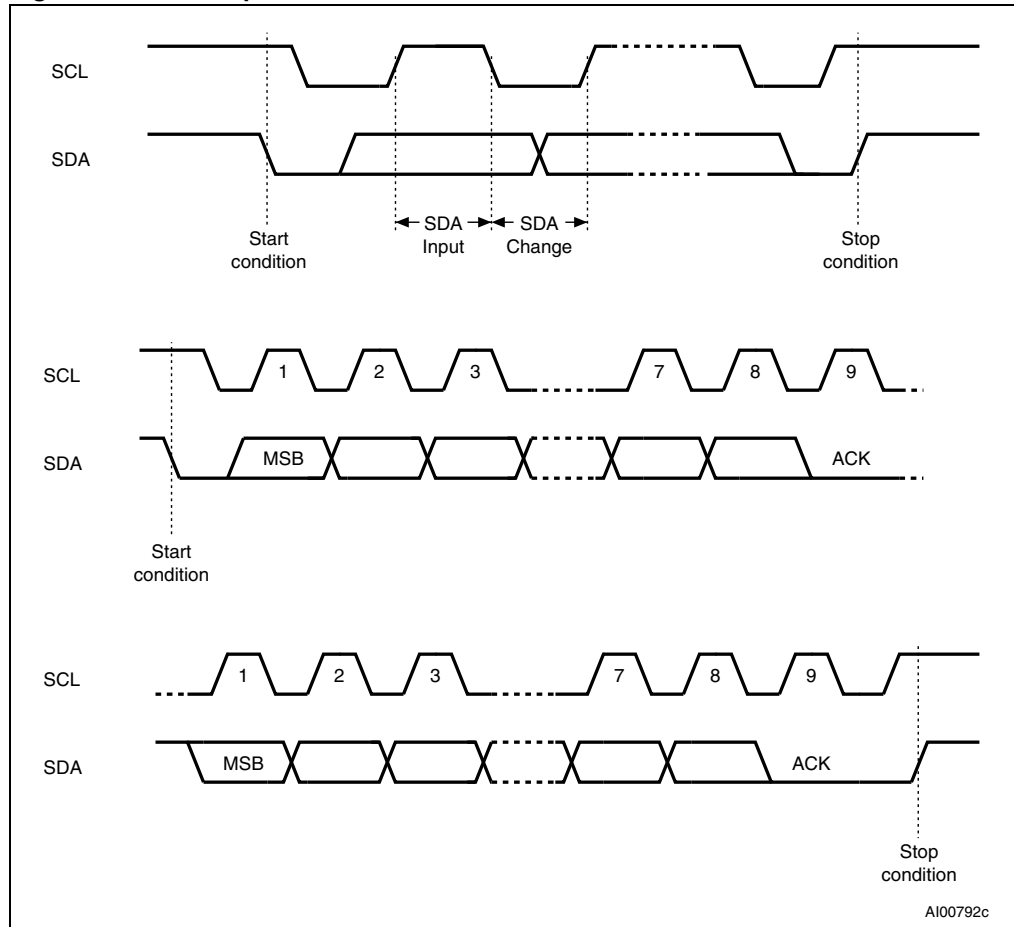 SCL
SDA
SDA Input
SDA Change
Start condition
Stop condition
SCL
1 2 3 7 8 9
SDA
MSB
ACK
Start condition
SCL
1 2 3 7 8 9
SDA
MSB
ACK
Stop condition
AI00792c